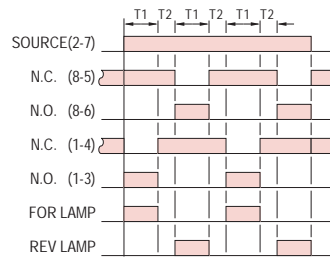 T1 T2 T1 T2 T1 T2
SOURCE(2-7)
N.C. (8-5)
N.O. (8-6)
N.C. (1-4)
N.O. (1-3)
FOR LAMP
REV LAMP